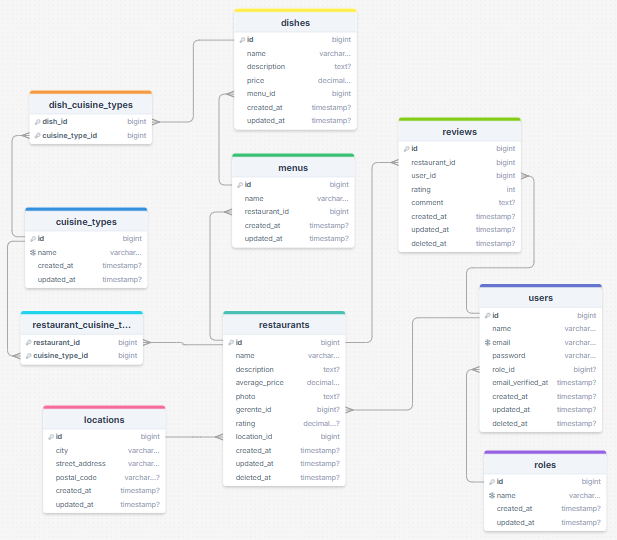 dishes
id bigint
name varchar...
description text?
price decimal...
menu_id bigint
created_at timestamp?
updated_at timestamp?
dish_cuisine_types
dish_id bigint
cuisine_type_id bigint
reviews
id bigint
restaurant_id bigint
user_id bigint
rating int
comment text?
created_at timestamp?
updated_at timestamp?
deleted_at timestamp?
menus
id bigint
name varchar...
restaurant_id bigint
created_at timestamp?
updated_at timestamp?
cuisine_types
id bigint
name varchar...
created_at timestamp?
updated_at timestamp?
users
id bigint
name varchar...
email varchar...
password varchar...
role_id bigint?
email_verified_at timestamp?
created_at timestamp?
updated_at timestamp?
deleted_at timestamp?
restaurant_cuisine_t...
restaurant_id bigint
cuisine_type_id bigint
restaurants
id bigint
name varchar...
description text?
average_price decimal...
photo text?
gerente_id bigint?
rating decimal...?
location_id bigint
created_at timestamp?
updated_at timestamp?
deleted_at timestamp?
locations
id bigint
city varchar...
street_address varchar...
postal_code varchar...?
created_at timestamp?
updated_at timestamp?
roles
id bigint
name varchar...
created_at timestamp?
updated_at timestamp?